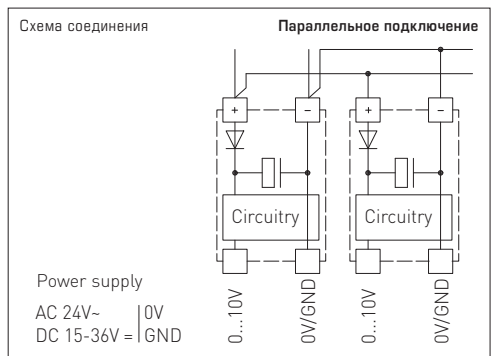 Схема соединения
Параллельное подключение
+ − + −
Circuitry Circuitry
Power supply
AC 24V~ 0V
DC 15-36V = GND
0...10V
0V/GND
0...10V
0V/GND